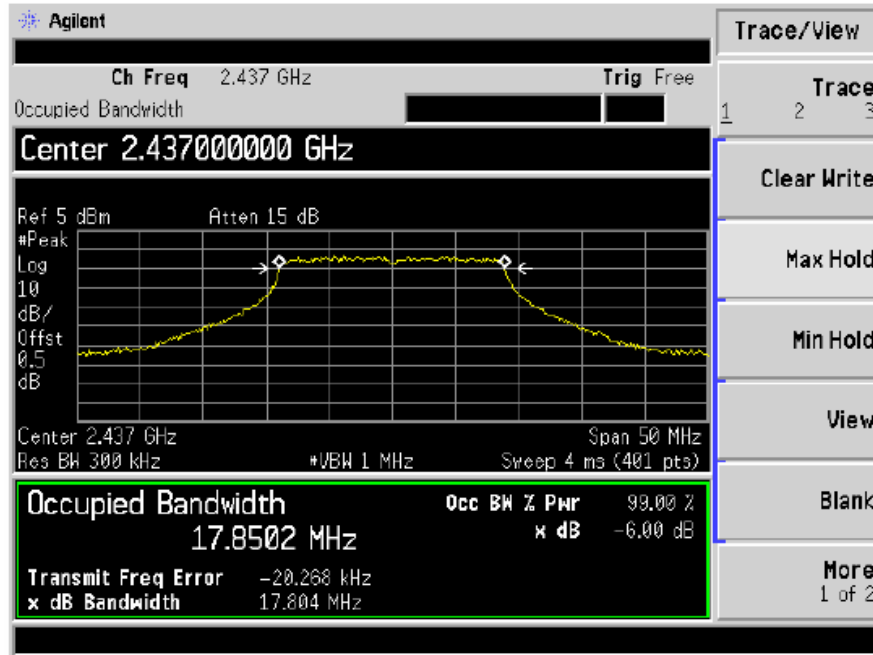 Agilent
Ch Freq 2.437 GHz Trig Free
Occupied Bandwidth
Center 2.437000000 GHz
Ref 5 dBm Atten 15 dB
#Peak
Log
10
dB/
Offst
0.5
dB
Center 2.437 GHz Span 50 MHz
Res BW 300 kHz #VBW 1 MHz Sweep 4 ms (401 pts)
Occupied Bandwidth
17.8502 MHz
Occ BW % Pwr 99.00 %
x dB -6.00 dB
Transmit Freq Error -20.268 kHz
x dB Bandwidth 17.804 MHz
Trace/View
Trace
1 2 3
Clear Write
Max Hold
Min Hold
View
Blank
More
1 of 2